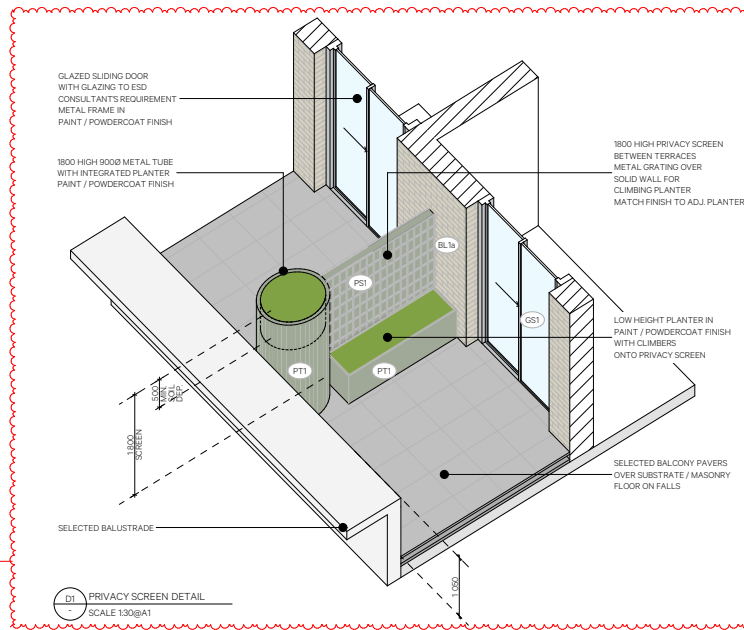 GLAZED SLIDING DOOR
WITH GLAZING TO ESD
CONSULTANT'S REQUIREMENT
METAL FRAME IN
PAINT / POWDERCOAT FINISH
1800 HIGH 900Ø METAL TUBE
WITH INTEGRATED PLANTER
PAINT / POWDERCOAT FINISH
1800 HIGH PRIVACY SCREEN
BETWEEN TERRACES
METAL GRATING OVER
SOLID WALL FOR
CLIMBING PLANTER
MATCH FINISH TO ADJ. PLANTER
BL1a
PS1
GS1
PT1
PT1
LOW HEIGHT PLANTER IN
PAINT / POWDERCOAT FINISH
WITH CLIMBERS
ONTO PRIVACY SCREEN
500
MIN.
SOIL
DEP.
1800
SCREEN
SELECTED BALCONY PAVERS
OVER SUBSTRATE / MASONRY
FLOOR ON FALLS
SELECTED BALUSTRADE
1050
D1
-
PRIVACY SCREEN DETAIL
SCALE 1:30@A1